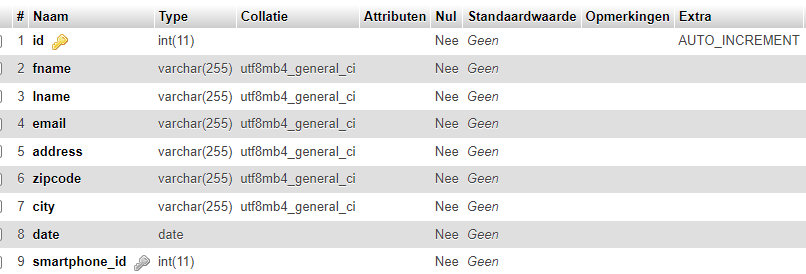 # Naam Type Collatie Attributen Nul Standaardwaarde Opmerkingen Extra
1 id int(11) Nee Geen AUTO_INCREMENT
2 fname varchar(255) utf8mb4_general_ci Nee Geen
3 lname varchar(255) utf8mb4_general_ci Nee Geen
4 email varchar(255) utf8mb4_general_ci Nee Geen
5 address varchar(255) utf8mb4_general_ci Nee Geen
6 zipcode varchar(255) utf8mb4_general_ci Nee Geen
7 city varchar(255) utf8mb4_general_ci Nee Geen
8 date date Nee Geen
9 smartphone_id int(11) Nee Geen